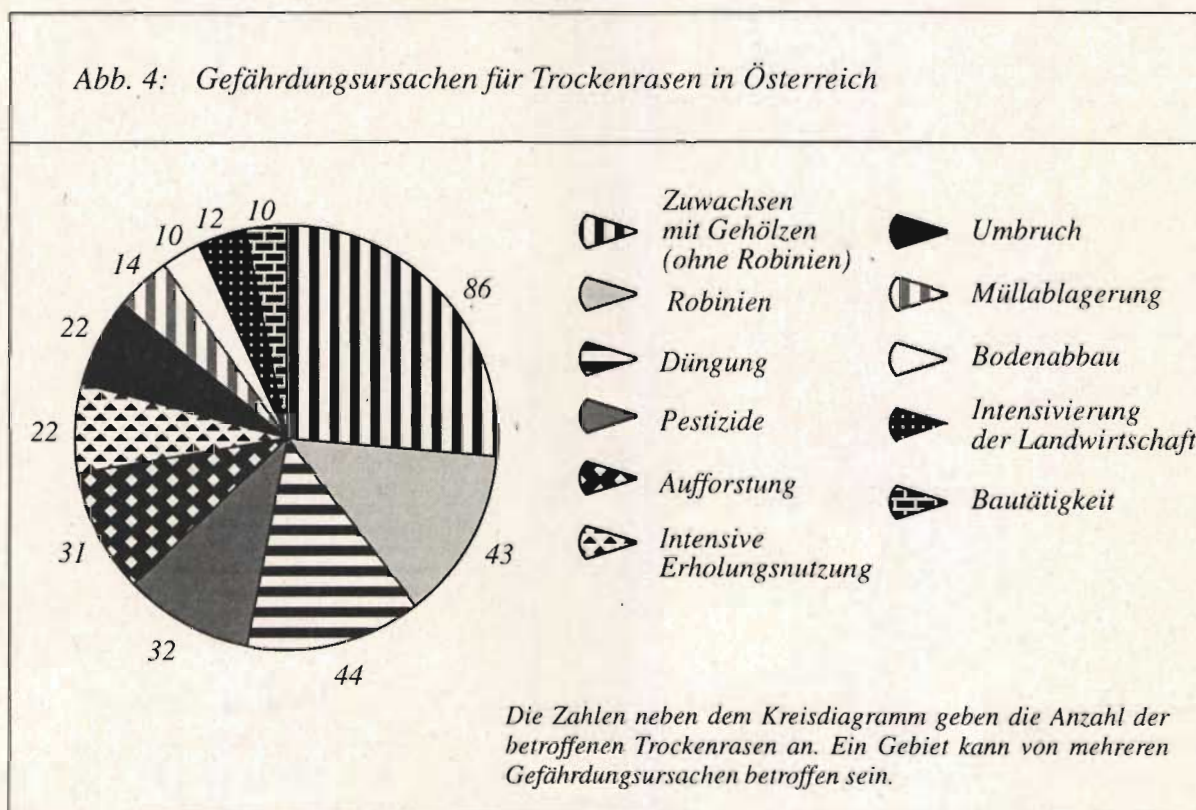 Abb. 4: Gefährdungsursachen für Trockenrasen in Österreich
10
12
10
14
22
22
31
32
44
43
86
Zuwachsen
mit Gehölzen
(ohne Robinien)
Robinien
Düngung
Pestizide
Aufforstung
Intensive
Erholungsnutzung
Umbruch
Müllablagerung
Bodenabbau
Intensivierung
der Landwirtschaft
Bautätigkeit
Die Zahlen neben dem Kreisdiagramm geben die Anzahl der
betroffenen Trockenrasen an. Ein Gebiet kann von mehreren
Gefährdungsursachen betroffen sein.